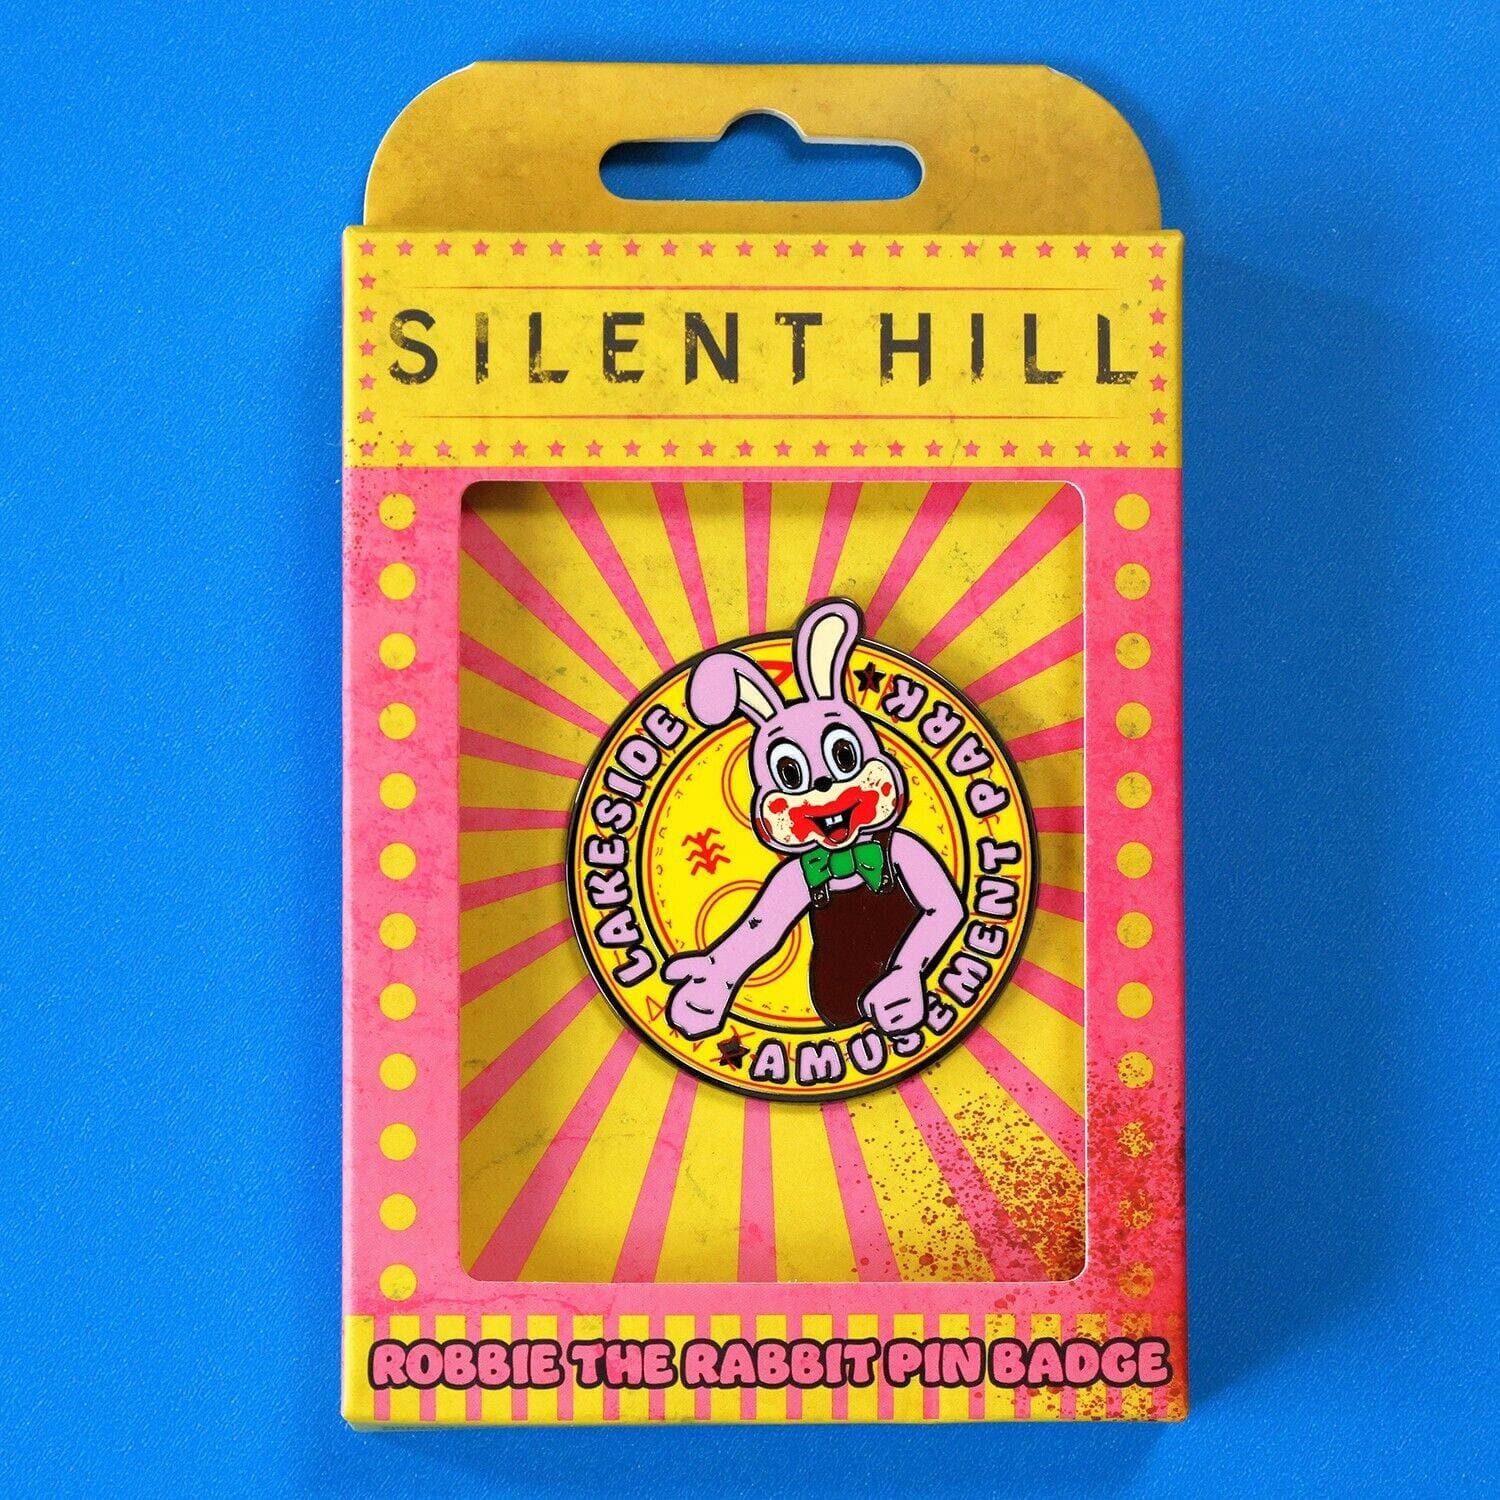 SILENT HILL
LAKESIDE
AMUSEMENT PARK
ROBBIE THE RABBIT PIN BADGE